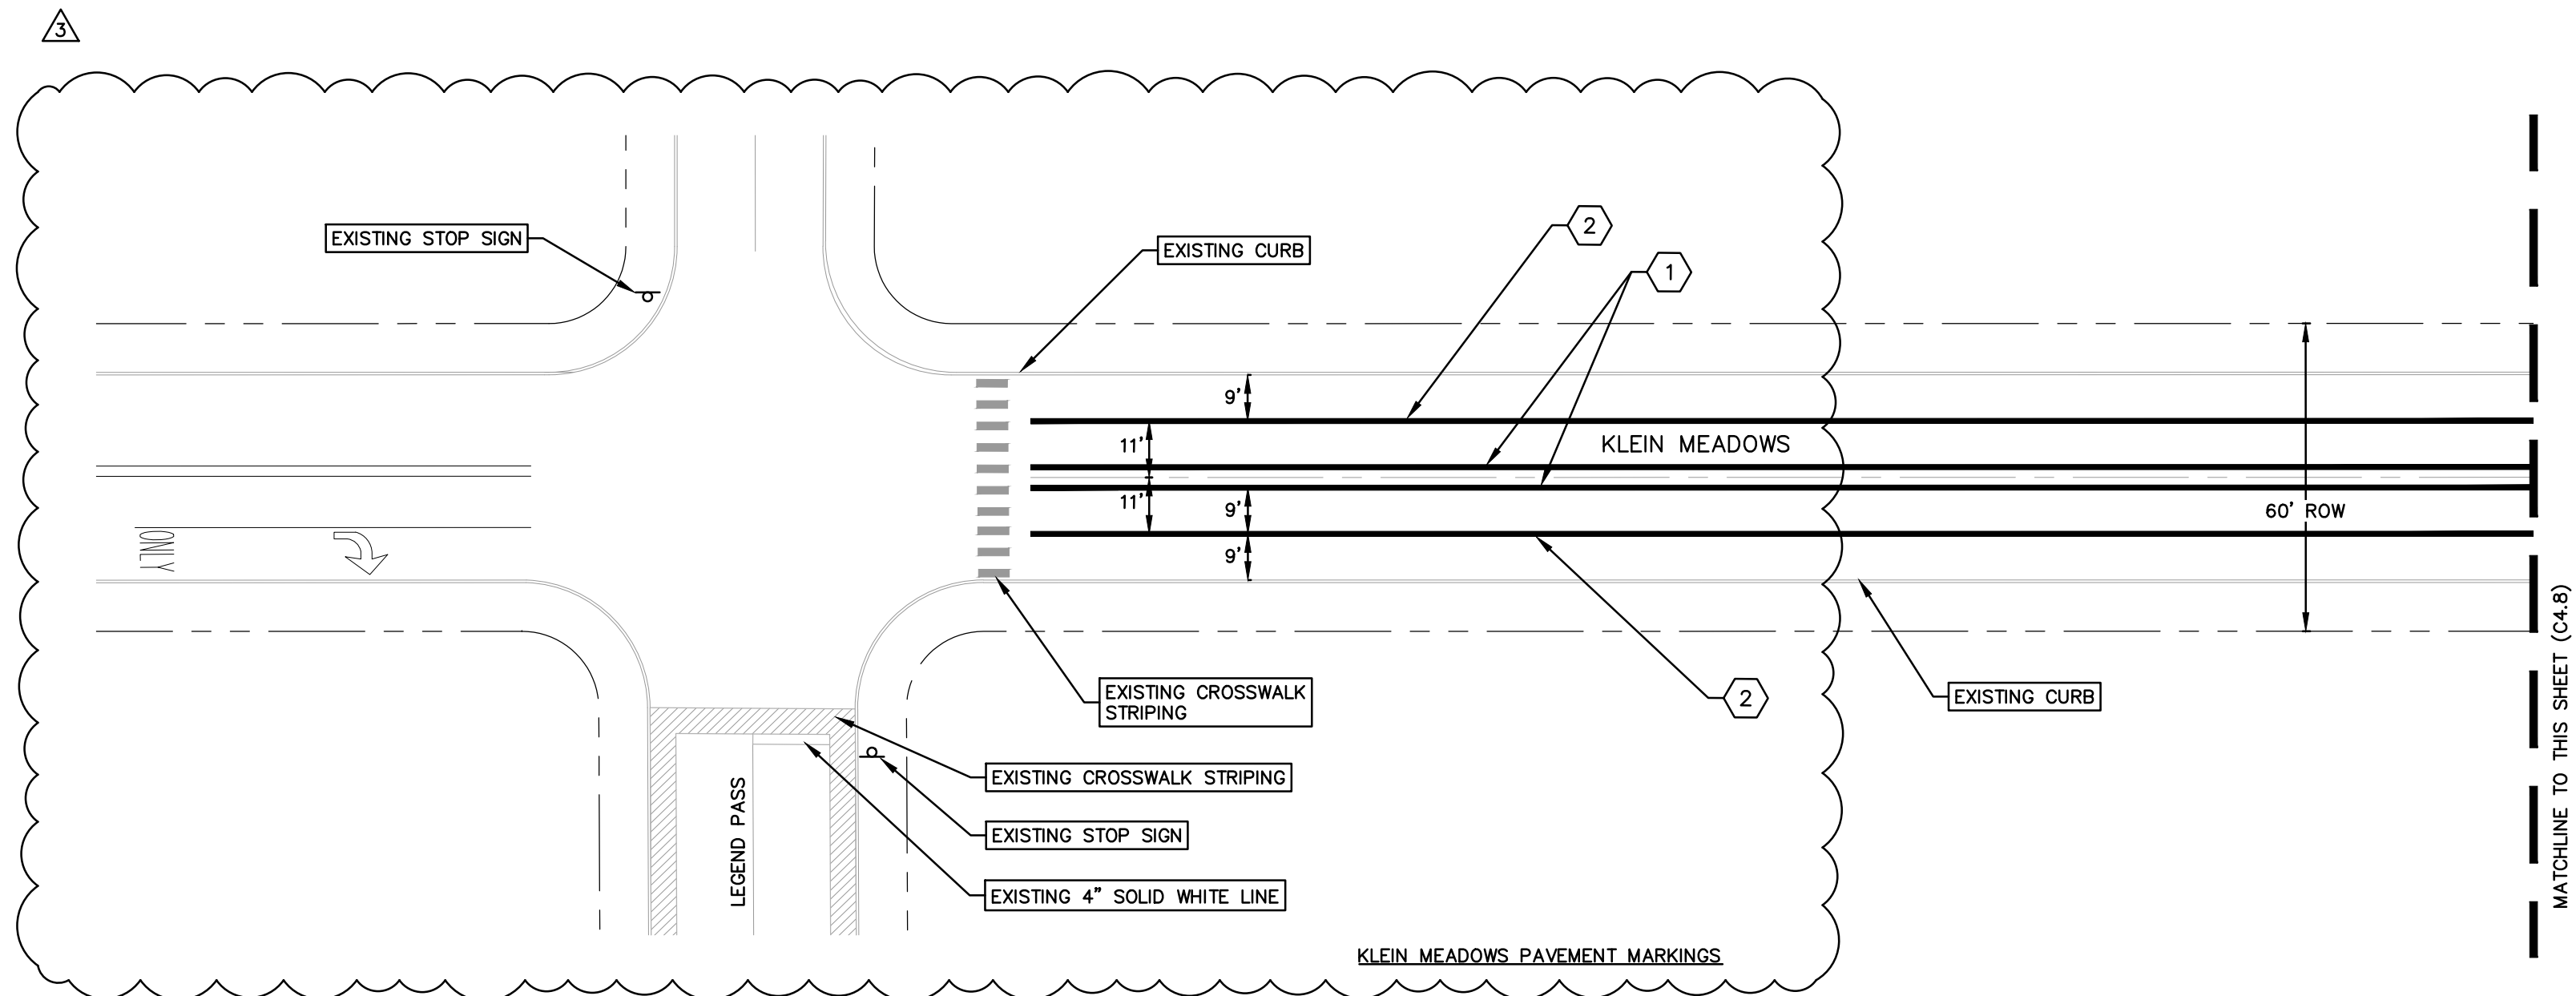 3
EXISTING STOP SIGN
EXISTING CURB
2
1
9'
11'
KLEIN MEADOWS
11'
9'
9'
60' ROW
ONLY
EXISTING CROSSWALK
STRIPING
2
EXISTING CURB
EXISTING CROSSWALK STRIPING
EXISTING STOP SIGN
EXISTING 4" SOLID WHITE LINE
LEGEND PASS
KLEIN MEADOWS PAVEMENT MARKINGS
MATCHLINE TO THIS SHEET (C4.8)